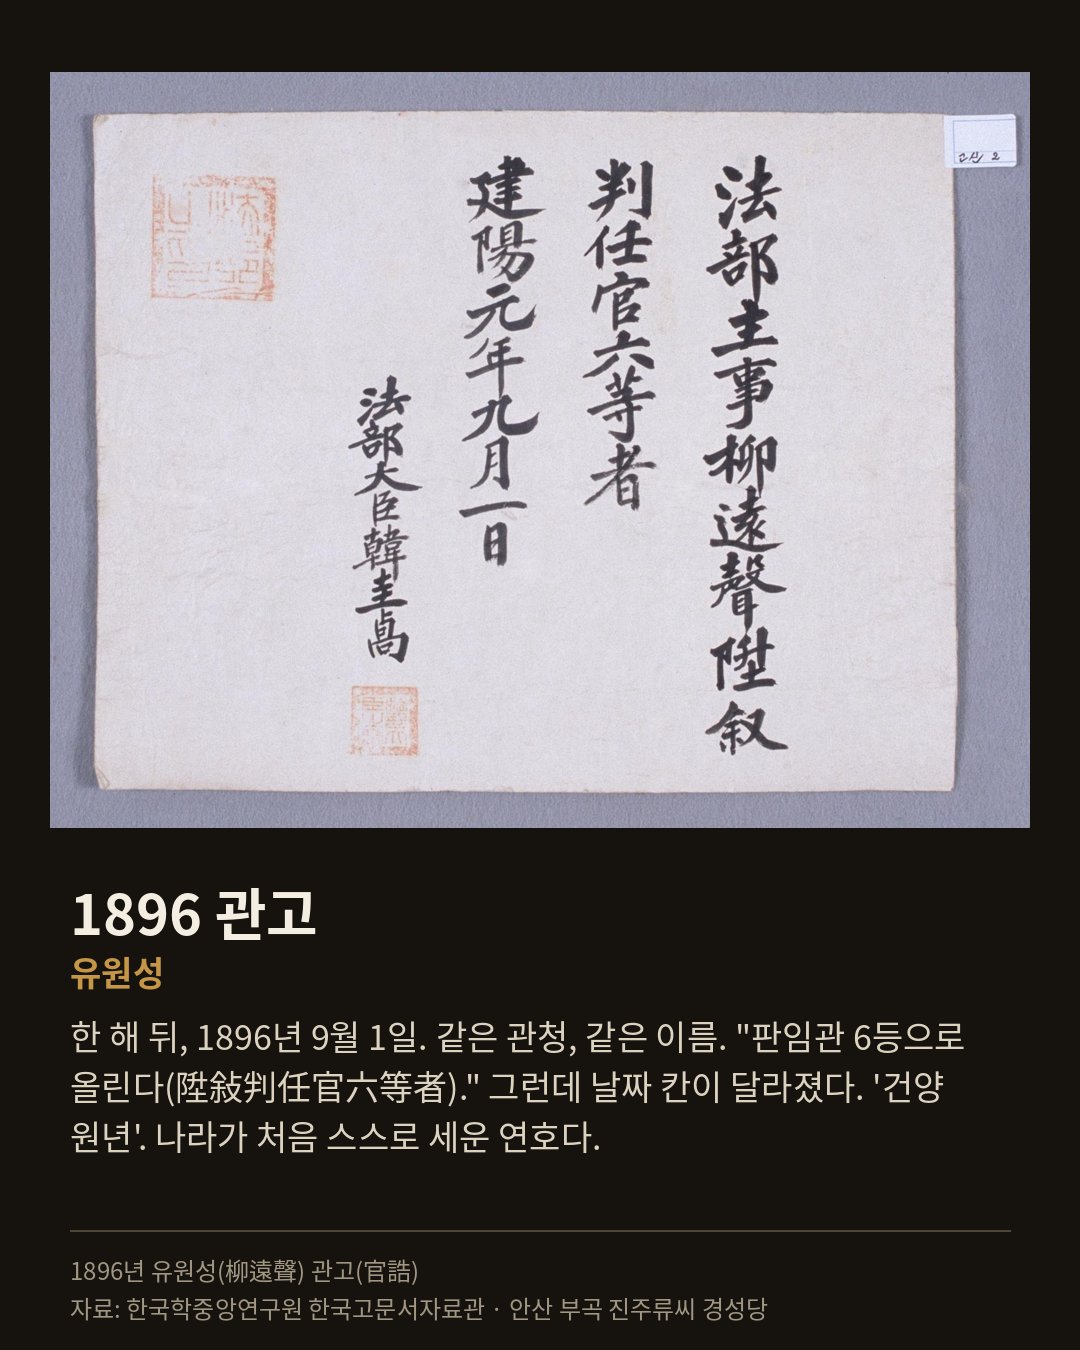 法部主事柳遠聲陞叙
判任官六等者
建陽元年九月一日
法部大臣韓圭卨
고신 2
1896 관고
유원성
한 해 뒤, 1896년 9월 1일. 같은 관청, 같은 이름. "판임관 6등으로
올린다(陞敍判任官六等者)." 그런데 날짜 칸이 달라졌다. '건양
원년'. 나라가 처음 스스로 세운 연호다.
1896년 유원성(柳遠聲) 관고(官誥)
자료: 한국학중앙연구원 한국고문서자료관 · 안산 부곡 진주류씨 경성당